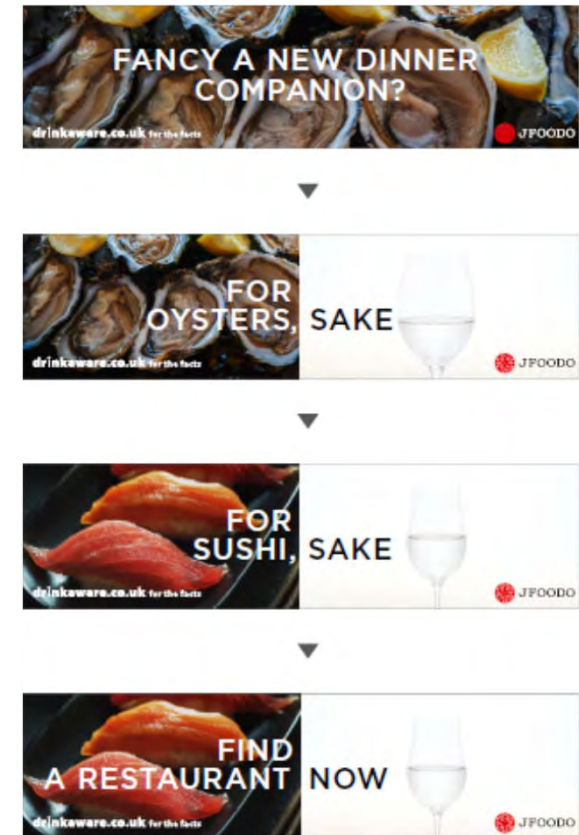 FANCY A NEW DINNER
COMPANION?
drinkaware.co.uk for the facts
JFOODO
FOR
OYSTERS, SAKE
drinkaware.co.uk for the facts
JFOODO
FOR
SUSHI, SAKE
drinkaware.co.uk for the facts
JFOODO
FIND
A RESTAURANT NOW
drinkaware.co.uk for the facts
JFOODO